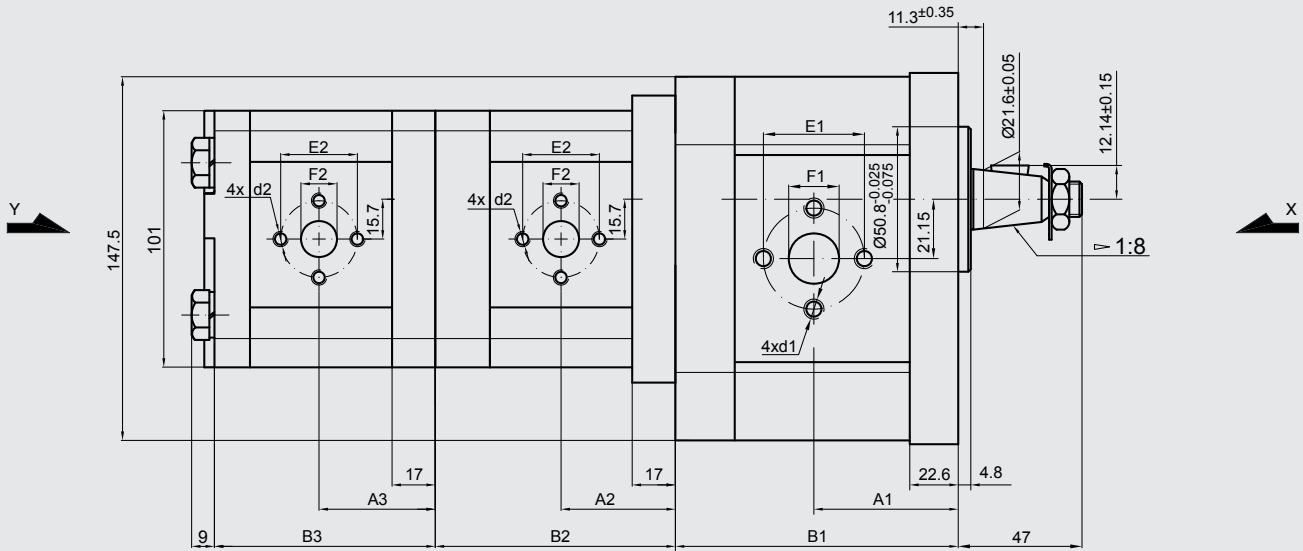 11.3±0.35
Ø21.6±0.05
12.14±0.15
E1
E2
E2
F1
F2
F2
4x d2
4x d2
15.7
15.7
Y
X
147.5
101
Ø50.8-0.025 -0.075
21.15
1:8
4xd1
17
17
22.6
4.8
A3
A2
A1
9
B3
B2
B1
47